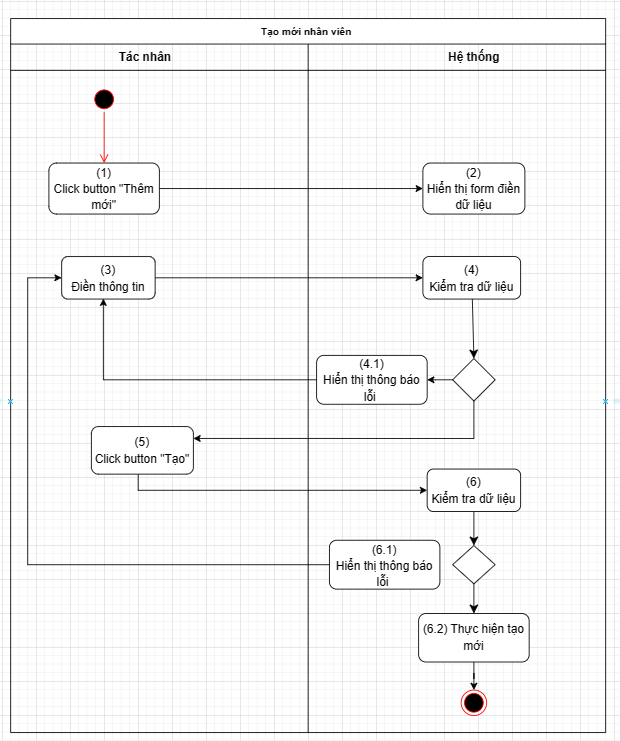 Tạo mới nhân viên
Tác nhân
Hệ thống
(1)
Click button "Thêm
mới"
(2)
Hiển thị form điền
dữ liệu
(3)
Điền thông tin
(4)
Kiểm tra dữ liệu
(4.1)
Hiển thị thông báo
lỗi
(5)
Click button "Tạo"
(6)
Kiểm tra dữ liệu
(6.1)
Hiển thị thông báo
lỗi
(6.2) Thực hiện tạo
mới